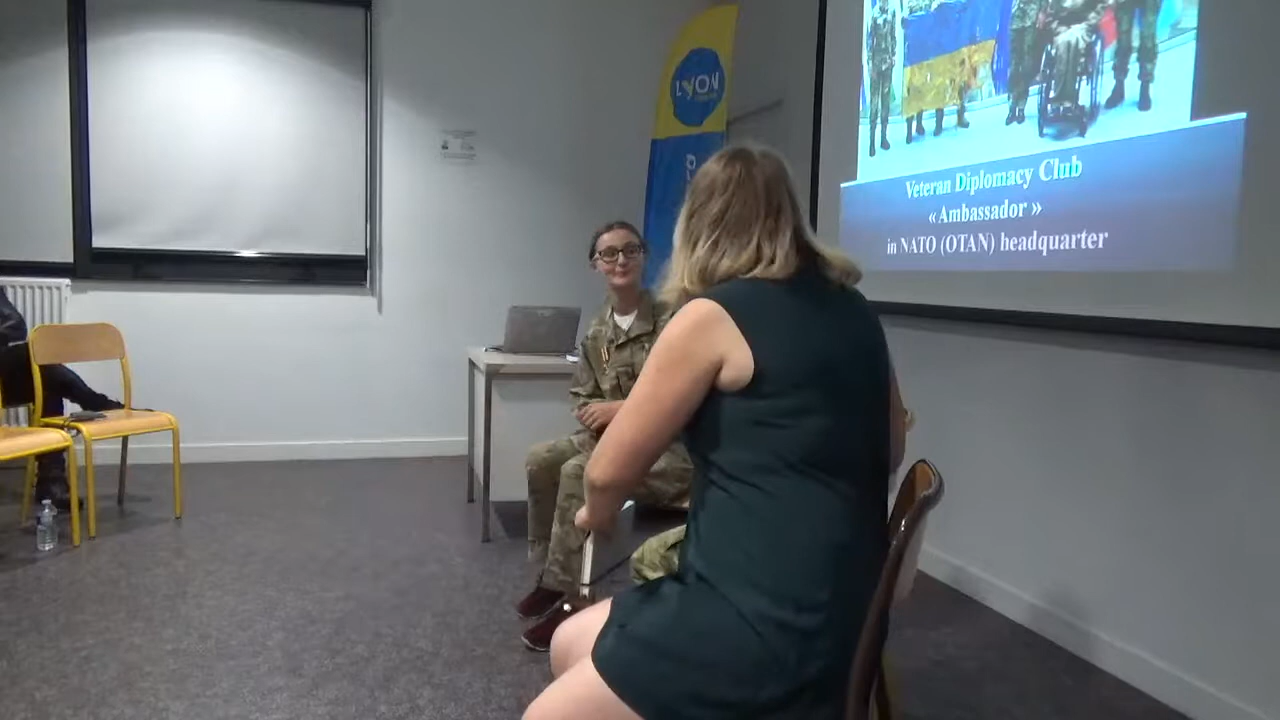 LYON
Veteran Diplomacy Club
« Ambassador »
in NATO (OTAN) headquarter